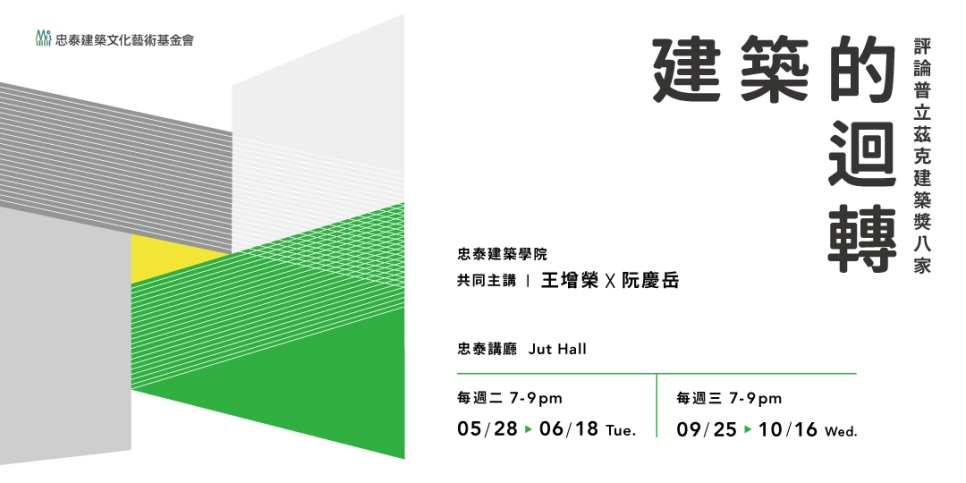 忠泰建築文化藝術基金會
建築的
迴轉
評論普立茲克建築獎八家
忠泰建築學院
共同主講 | 王增榮 X 阮慶岳
忠泰講廳 Jut Hall
每週二 7-9pm
05/28 ▶ 06/18 Tue.
每週三 7-9pm
09/25 ▶ 10/16 Wed.